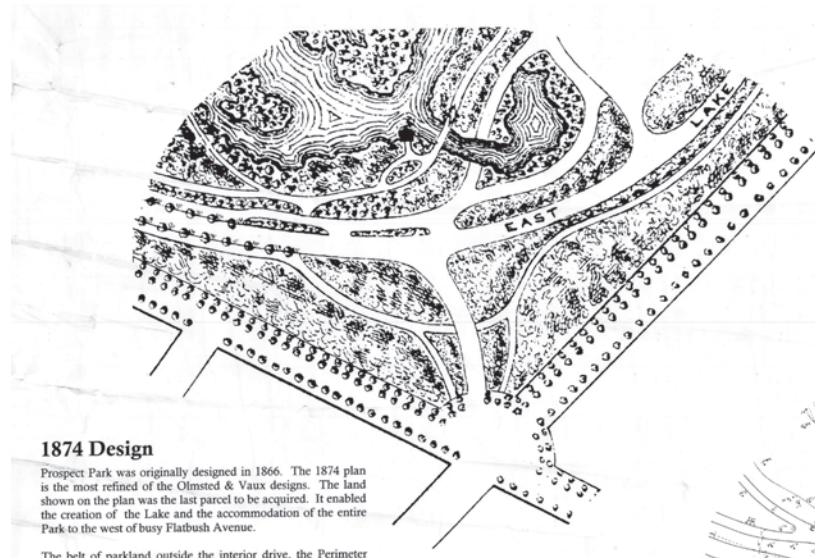 LAKE
EAST
1874 Design
Prospect Park was originally designed in 1866. The 1874 plan
is the most refined of the Olmsted & Vaux designs. The land
shown on the plan was the last parcel to be acquired. It enabled
the creation of the Lake and the accommodation of the entire
Park to the west of busy Flatbush Avenue.
The belt of parkland outside the interior drive, the Perimeter